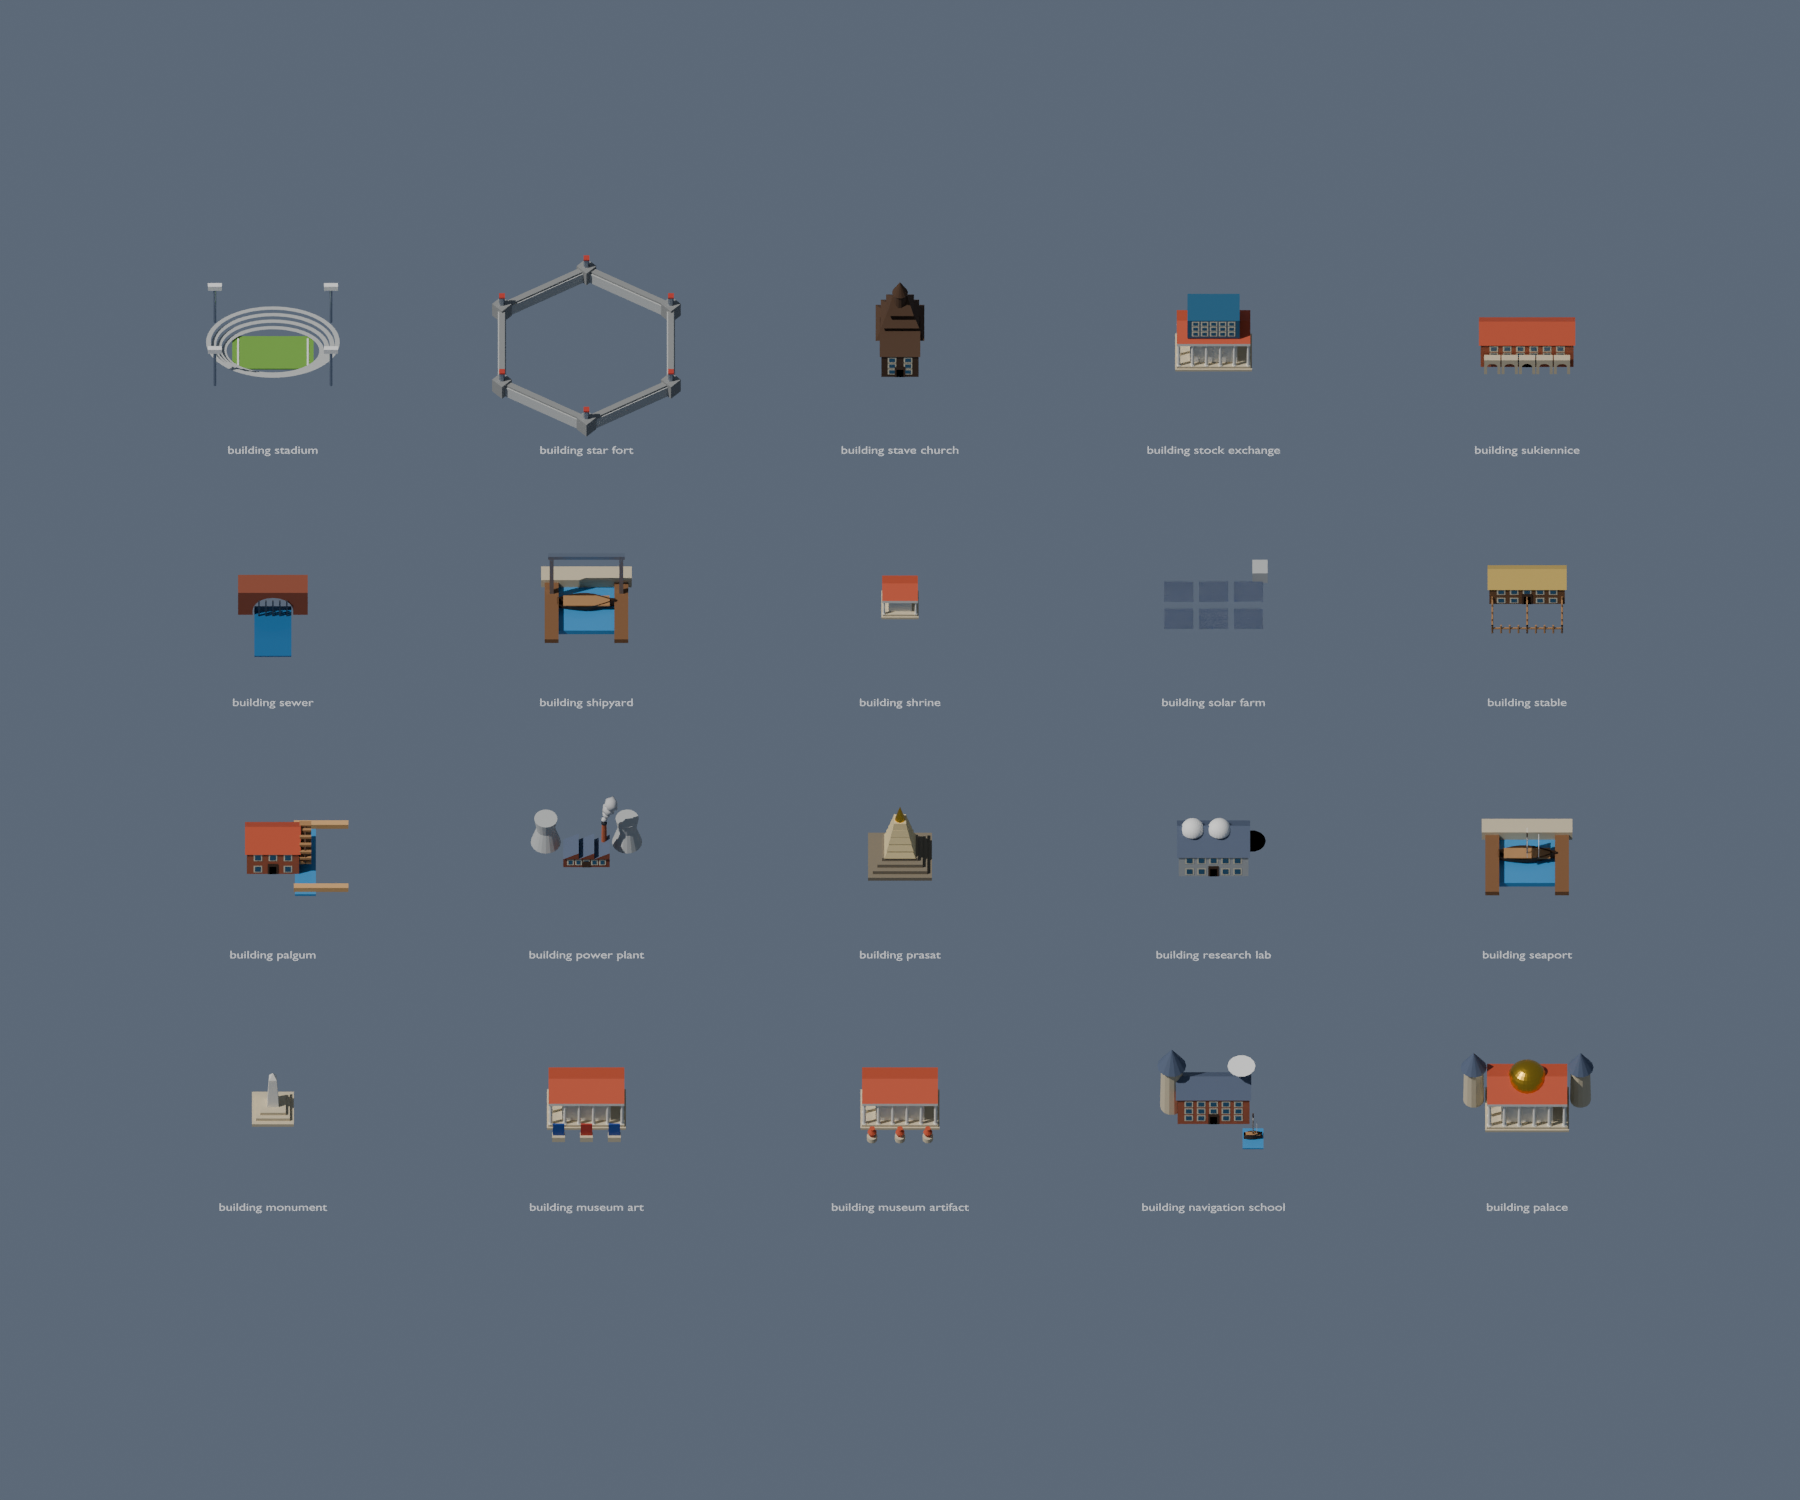 building stadium
building star fort
building stave church
building stock exchange
building sukiennice
building sewer
building shipyard
building shrine
building solar farm
building stable
building palgum
building power plant
building prasat
building research lab
building seaport
building monument
building museum art
building museum artifact
building navigation school
building palace